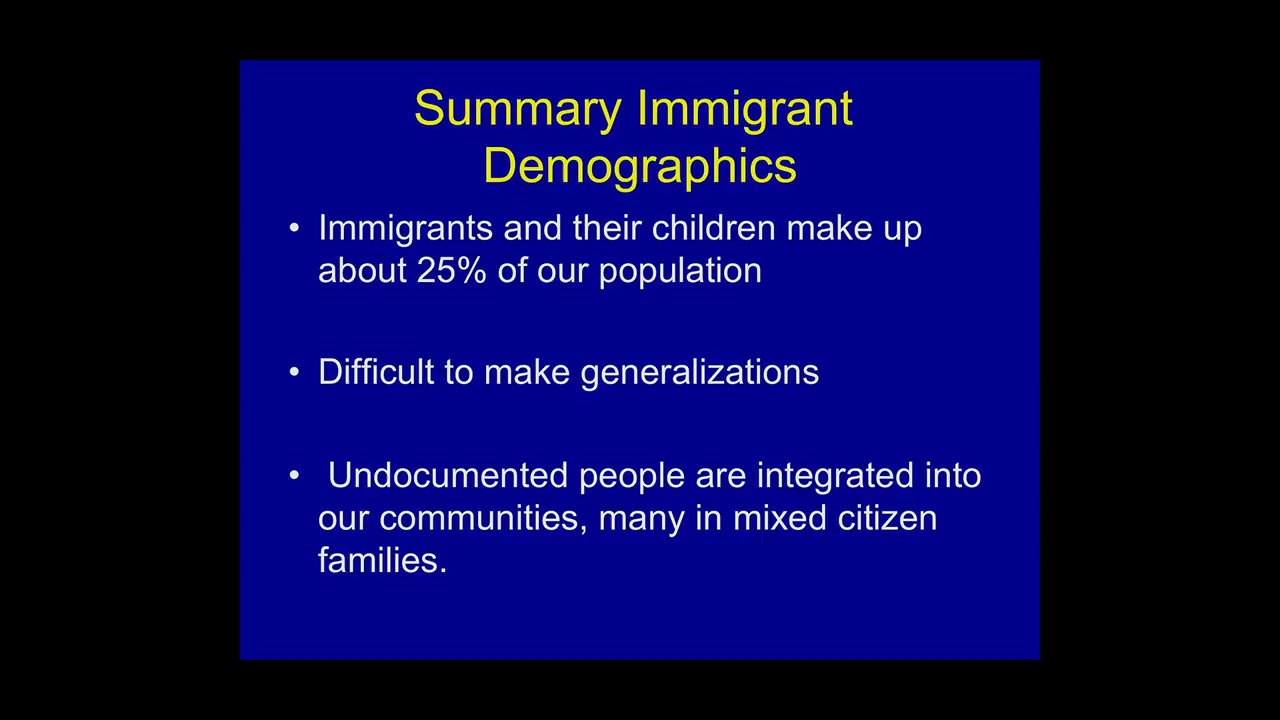 Summary Immigrant
Demographics
• Immigrants and their children make up
about 25% of our population
• Difficult to make generalizations
• Undocumented people are integrated into
our communities, many in mixed citizen
families.